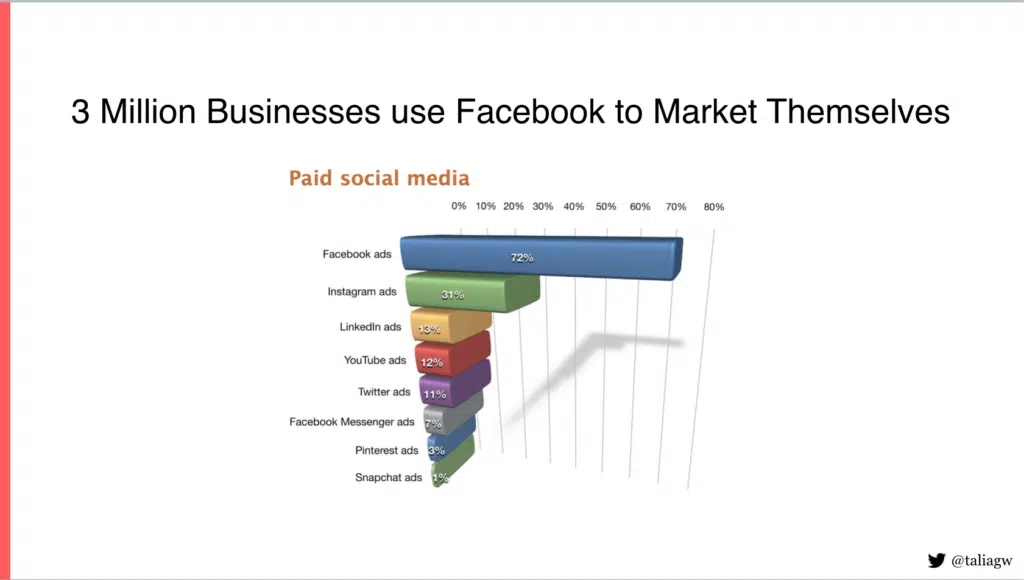 3 Million Businesses use Facebook to Market Themselves
Paid social media
0% 10% 20% 30% 40% 50% 60% 70% 80%
Facebook ads 72%
Instagram ads 31%
LinkedIn ads 13%
YouTube ads 12%
Twitter ads 11%
Facebook Messenger ads 7%
Pinterest ads 3%
Snapchat ads 1%
@taliagw